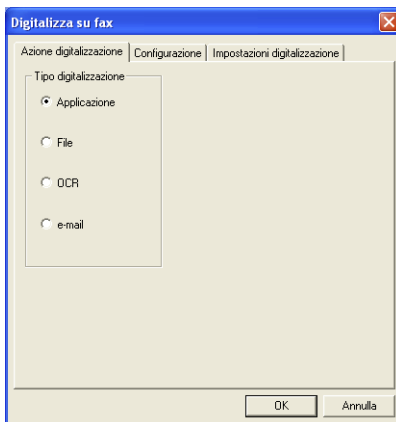 Digitalizza su fax
Azione digitalizzazione Configurazione Impostazioni digitalizzazione
Tipo digitalizzazione
Applicazione
File
OCR
e-mail
OK Annulla